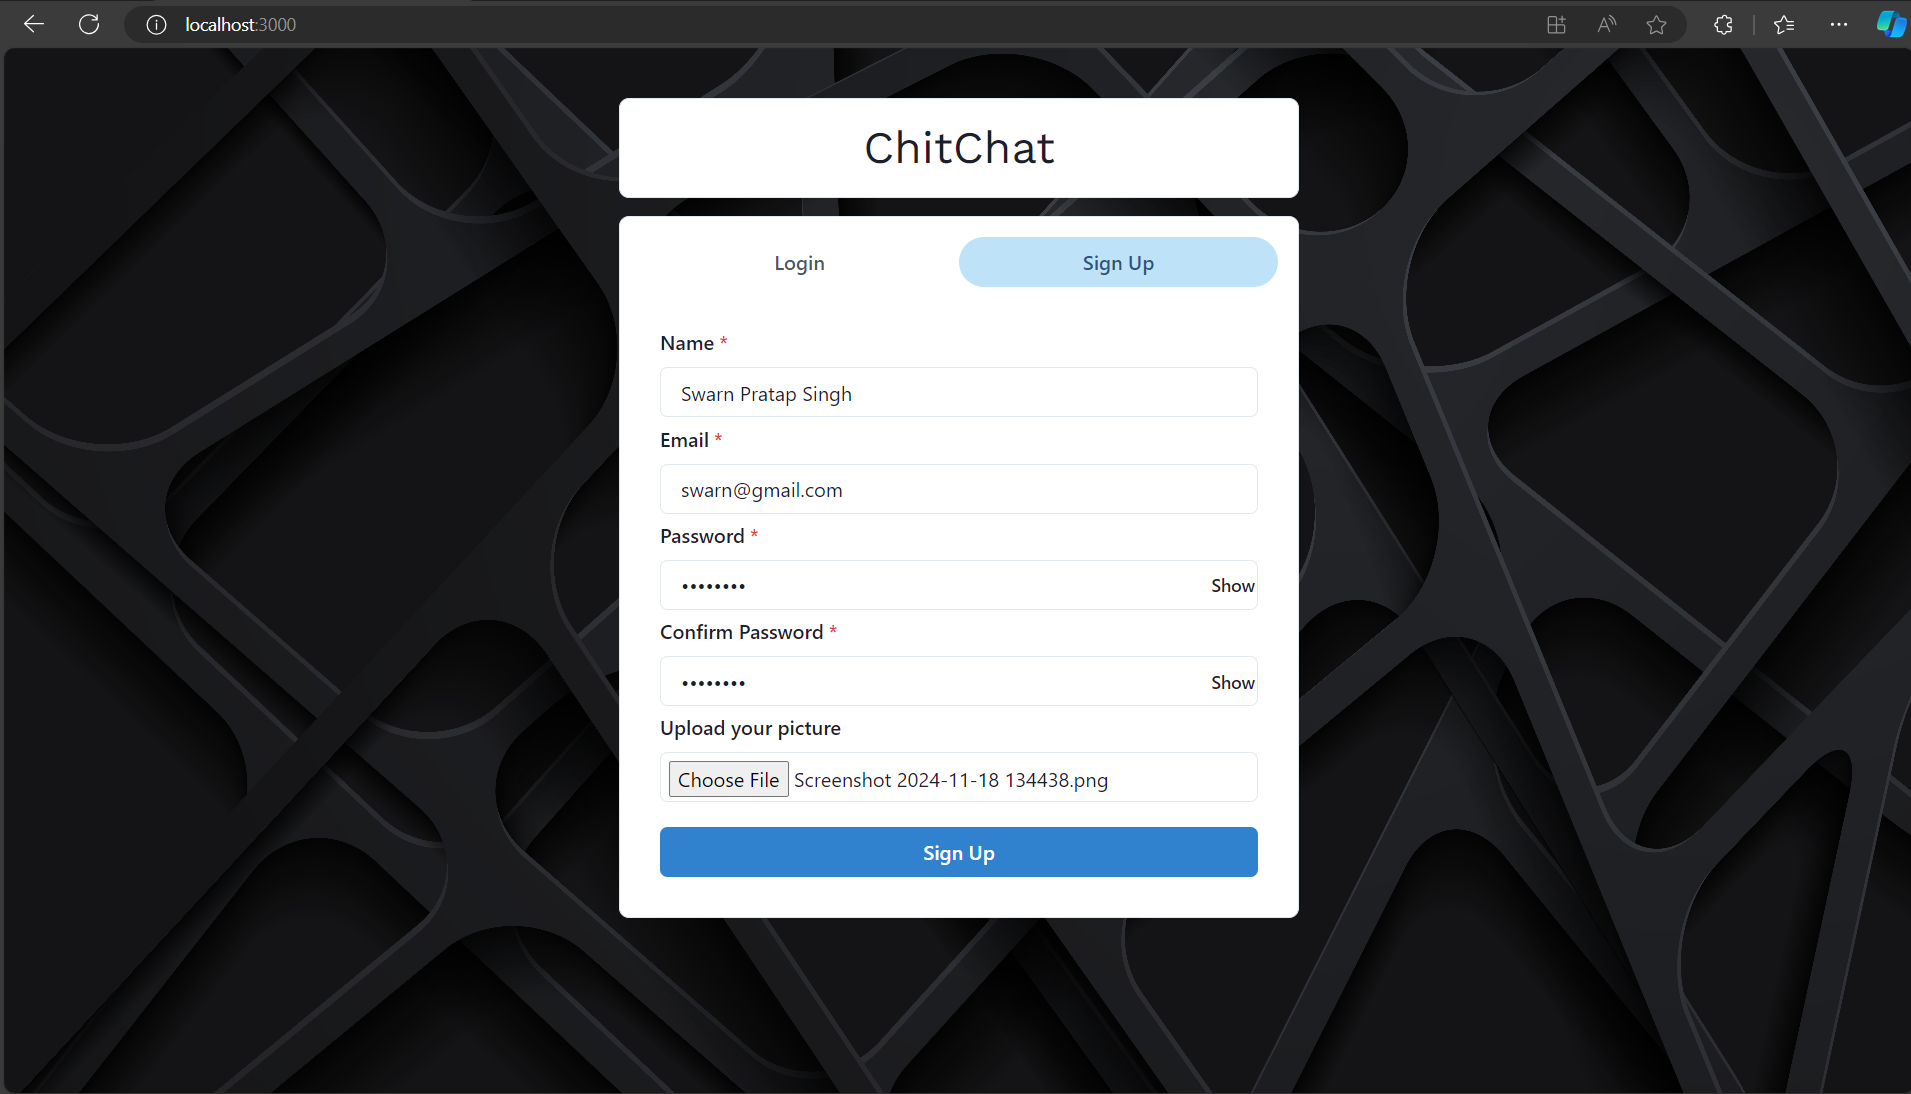 localhost:3000
ChitChat
Login Sign Up
Name *
Swarn Pratap Singh
Email *
swarn@gmail.com
Password *
•••••••• Show
Confirm Password *
•••••••• Show
Upload your picture
Choose File Screenshot 2024-11-18 134438.png
Sign Up